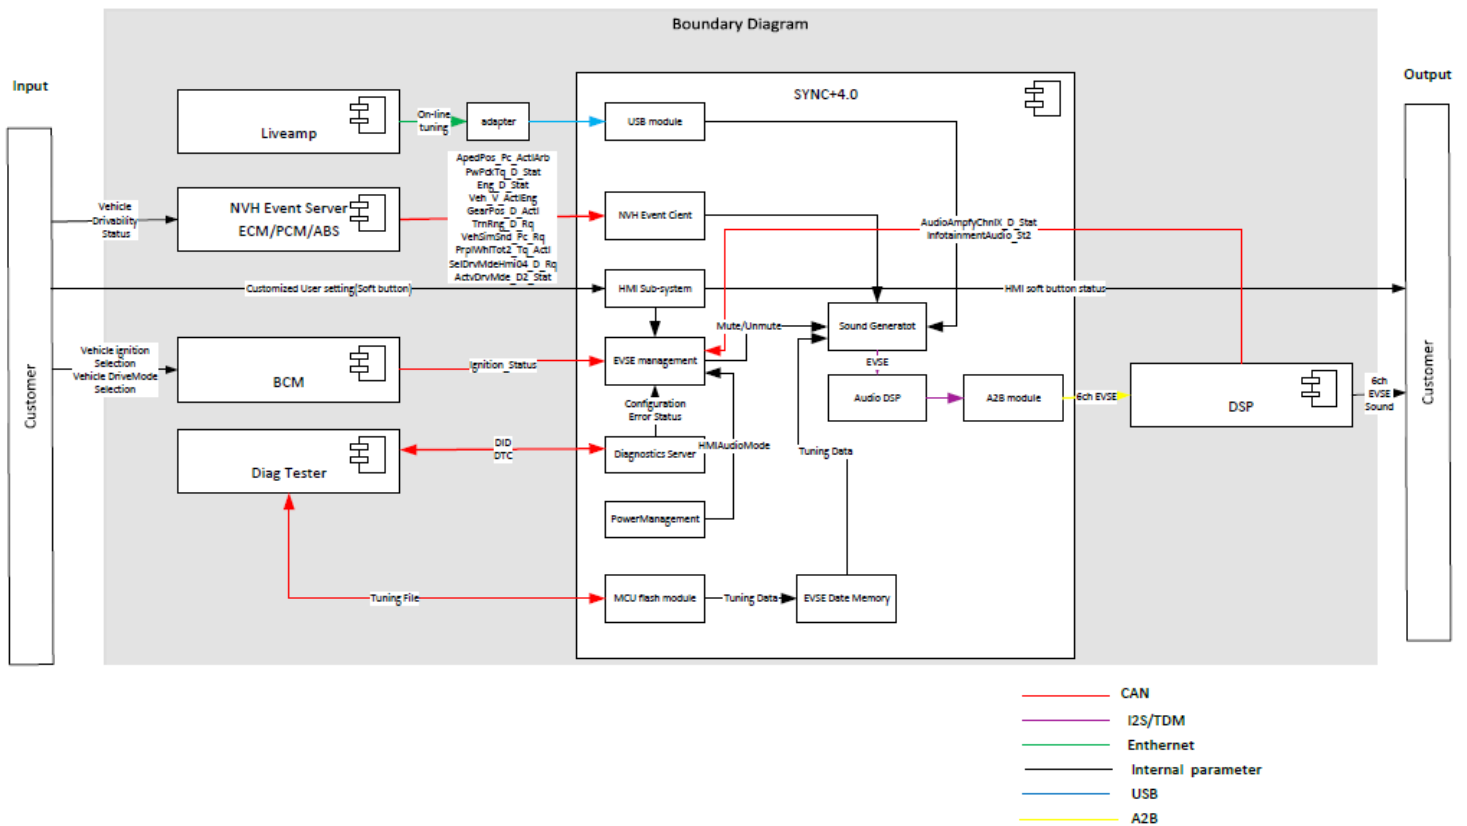 Boundary Diagram
Input
Output
SYNC+4.0
Liveamp
On-line
tuning
adapter
USB module
ApedPos_Pc_ActlArb
PwPckTq_D_Stat
Eng_D_Stat
Veh_V_ActlEng
GearPos_D_Actl
TrnRng_D_Rq
VehSimSnd_Pc_Rq
PrplWhlTot2_Tq_Actl
SelDrvMdeHmi04_D_Rq
ActvDrvMde_D2_Stat
Vehicle
Drivability
Status
NVH Event Server
ECM/PCM/ABS
NVH Event Cient
AudioAmpfyChnlX_D_Stat
InfotainmentAudio_St2
Customized User setting(Soft button)
HMI Sub-system
HMI soft button status
Mute/Unmute
Sound Generatot
Vehicle ignition
Selection
Vehicle DriveMode
Selection
BCM
Ignition_Status
EVSE management
EVSE
Customer
Customer
Configuration
Error Status
Audio DSP
A2B module
6ch EVSE
DSP
6ch
EVSE
Sound
Diag Tester
DID
DTC
Diagnostics Server
HMIAudioMode
Tuning Data
PowerManagement
Tuning File
MCU flash module
Tuning Data
EVSE Date Memory
CAN
I2S/TDM
Enthernet
Internal parameter
USB
A2B